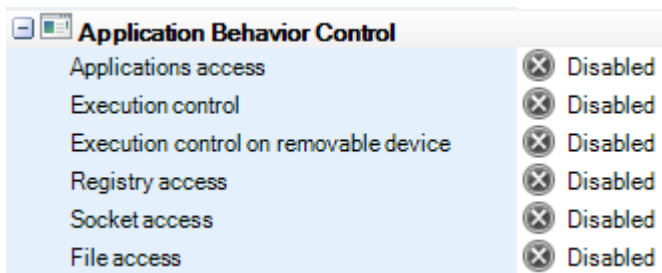 Application Behavior Control
Applications access Disabled
Execution control Disabled
Execution control on removable device Disabled
Registry access Disabled
Socket access Disabled
File access Disabled